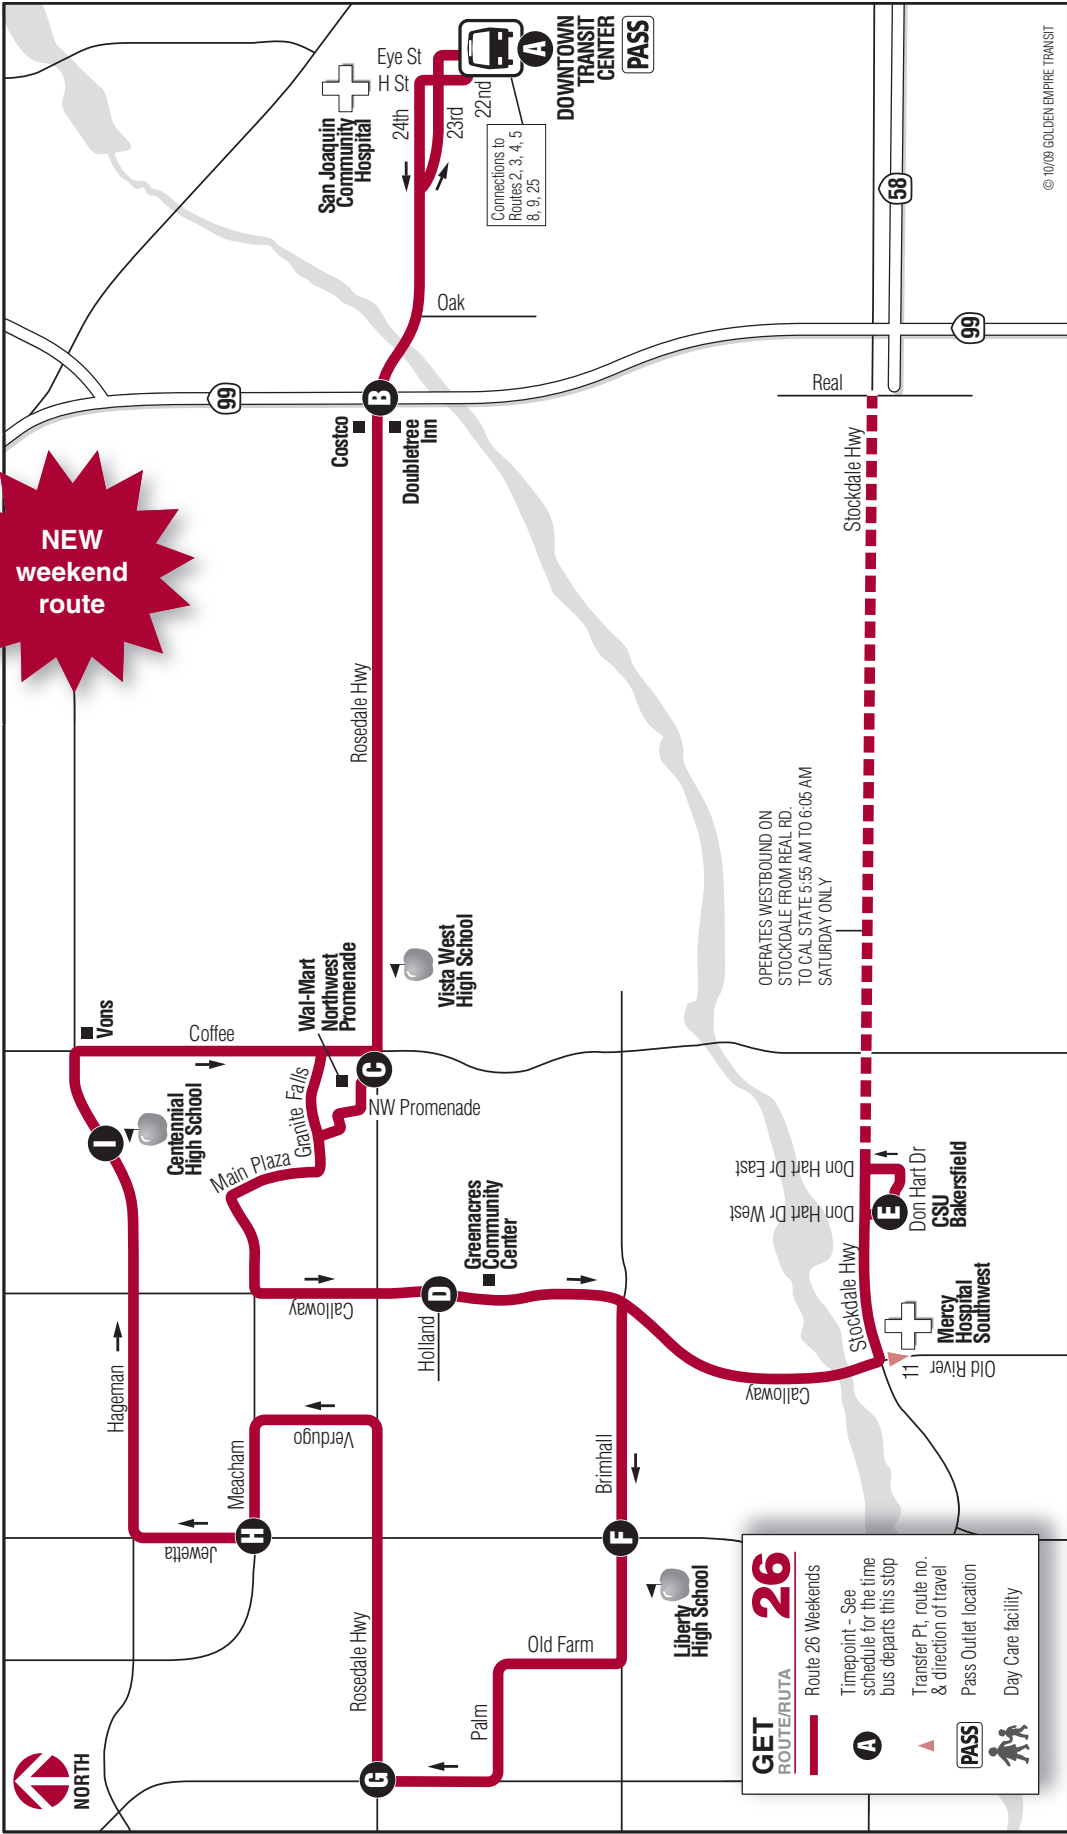 NEW
weekend
route
NORTH
Eye St
H St
24th
23rd
22nd
San Joaquin
Community
Hospital
A
DOWNTOWN
TRANSIT
CENTER
PASS
Connections to
Routes 2, 3, 4, 5
8, 9, 25
Oak
99
B
Costco
Doubletree
Inn
Rosedale Hwy
Vista West
High School
Wal-Mart
Northwest
Promenade
Vons
Coffee
C
NW Promenade
Granite Falls
Main Plaza
Centennial
High School
I
Hageman
Jewetta
H
Meacham
Verdugo
Rosedale Hwy
G
Palm
Old Farm
Liberty
High School
F
Brimhall
Calloway
D
Holland
Greenacres
Community
Center
Calloway
Stockdale Hwy
11
Old River
Mercy
Hospital
Southwest
E
Don Hart Dr West
Don Hart Dr East
Don Hart Dr
CSU
Bakersfield
OPERATES WESTBOUND ON
STOCKDALE FROM REAL RD.
TO CAL STATE 5:55 AM TO 6:05 AM
SATURDAY ONLY
Stockdale Hwy
Real
58
99
GET 26
ROUTE/RUTA
Route 26 Weekends
A
Timepoint - See
schedule for the time
bus departs this stop
Transfer Pt, route no.
& direction of travel
PASS
Pass Outlet location
Day Care facility
© 10/09 GOLDEN EMPIRE TRANSIT